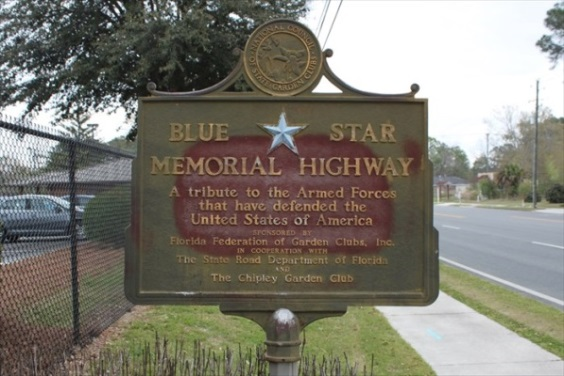 BLUE STAR
MEMORIAL HIGHWAY
A tribute to the Armed Forces
that have defended the
United States of America
SPONSORED BY
Florida Federation of Garden Clubs, Inc.
IN COOPERATION WITH
The State Road Department of Florida
AND
The Chipley Garden Club